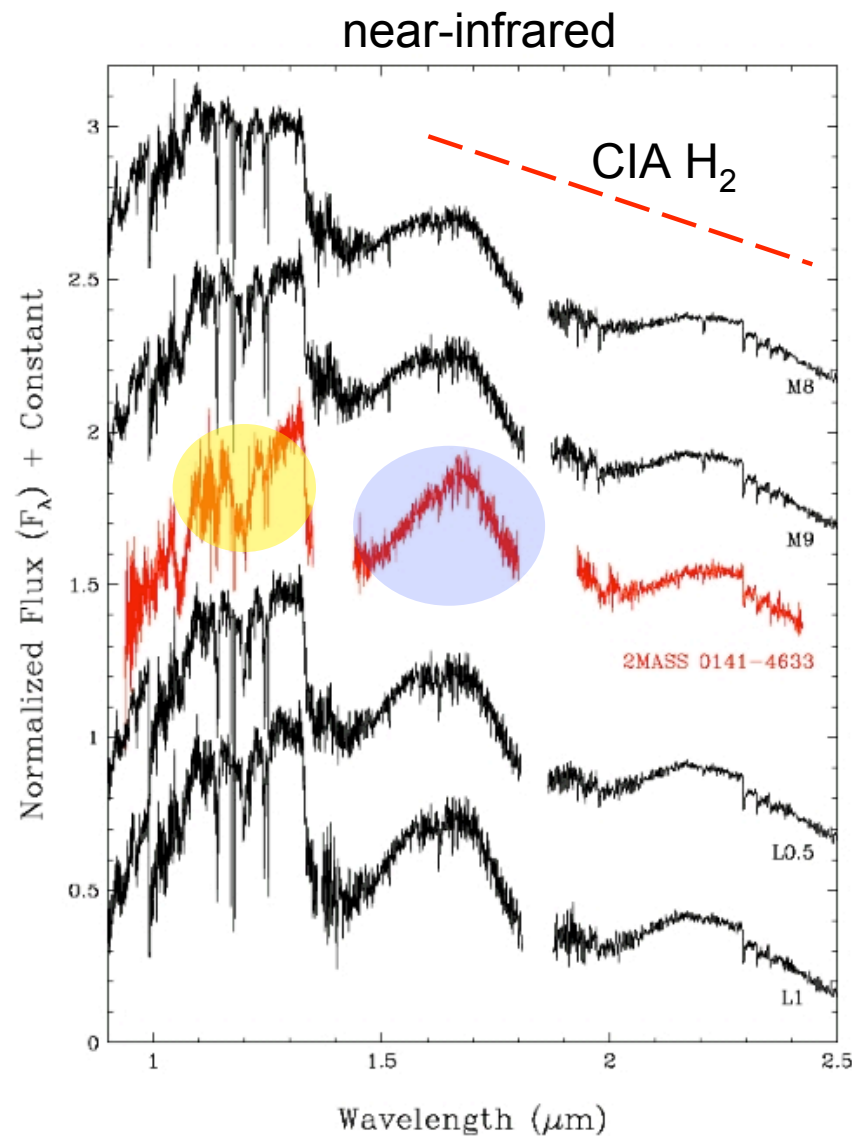 near-infrared
CIA H₂
Normalized Flux (F_λ) + Constant
3
2.5
2
1.5
1
0.5
0
M8
M9
2MASS 0141-4633
L0.5
L1
1
1.5
2
2.5
Wavelength (μm)